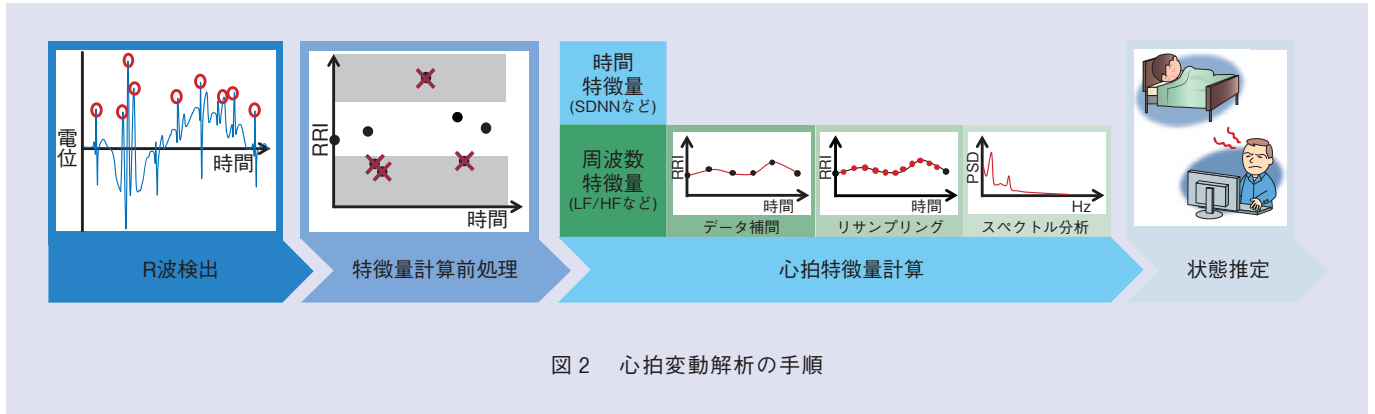 電位
時間
R波検出
RRI
時間
特徴量計算前処理
時間
特徴量
(SDNNなど)
周波数
特徴量
(LF/HFなど)
RRI
時間
データ補間
RRI
時間
リサンプリング
PSD
Hz
スペクトル分析
心拍特徴量計算
状態推定
図2 心拍変動解析の手順